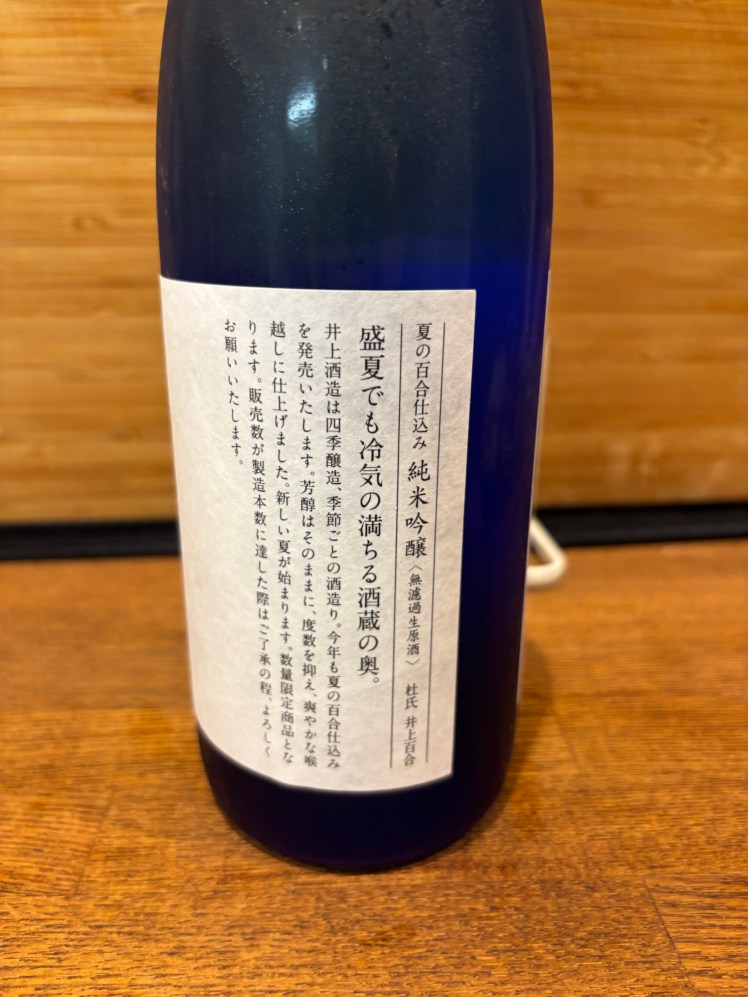 夏の百合仕込み 純米吟醸〈無濾過生原酒〉 杜氏 井上百合
盛夏でも冷気の満ちる酒蔵の奥。
井上酒造は四季醸造、季節ごとの酒造り。今年も夏の百合仕込み
を発売いたします。芳醇はそのままに、度数を抑え、爽やかな喉
越しに仕上げました。新しい夏が始まります。数量限定商品とな
ります。販売数が製造本数に達した際はご了承の程、よろしく
お願いいたします。